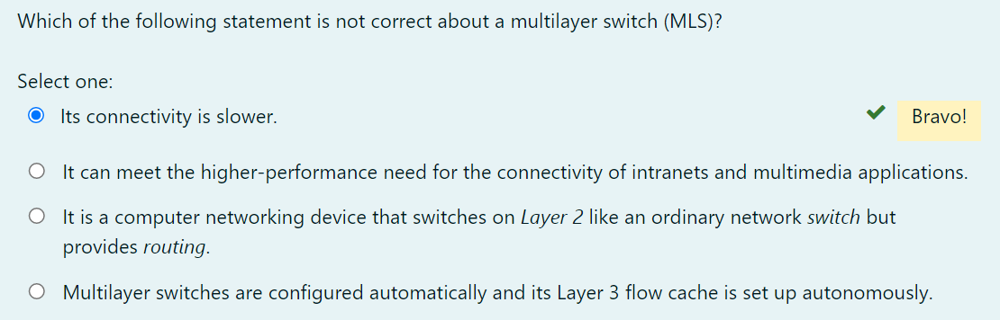 Which of the following statement is not correct about a multilayer switch (MLS)?
Select one:
Its connectivity is slower.
Bravo!
It can meet the higher-performance need for the connectivity of intranets and multimedia applications.
It is a computer networking device that switches on Layer 2 like an ordinary network switch but
provides routing.
Multilayer switches are configured automatically and its Layer 3 flow cache is set up autonomously.